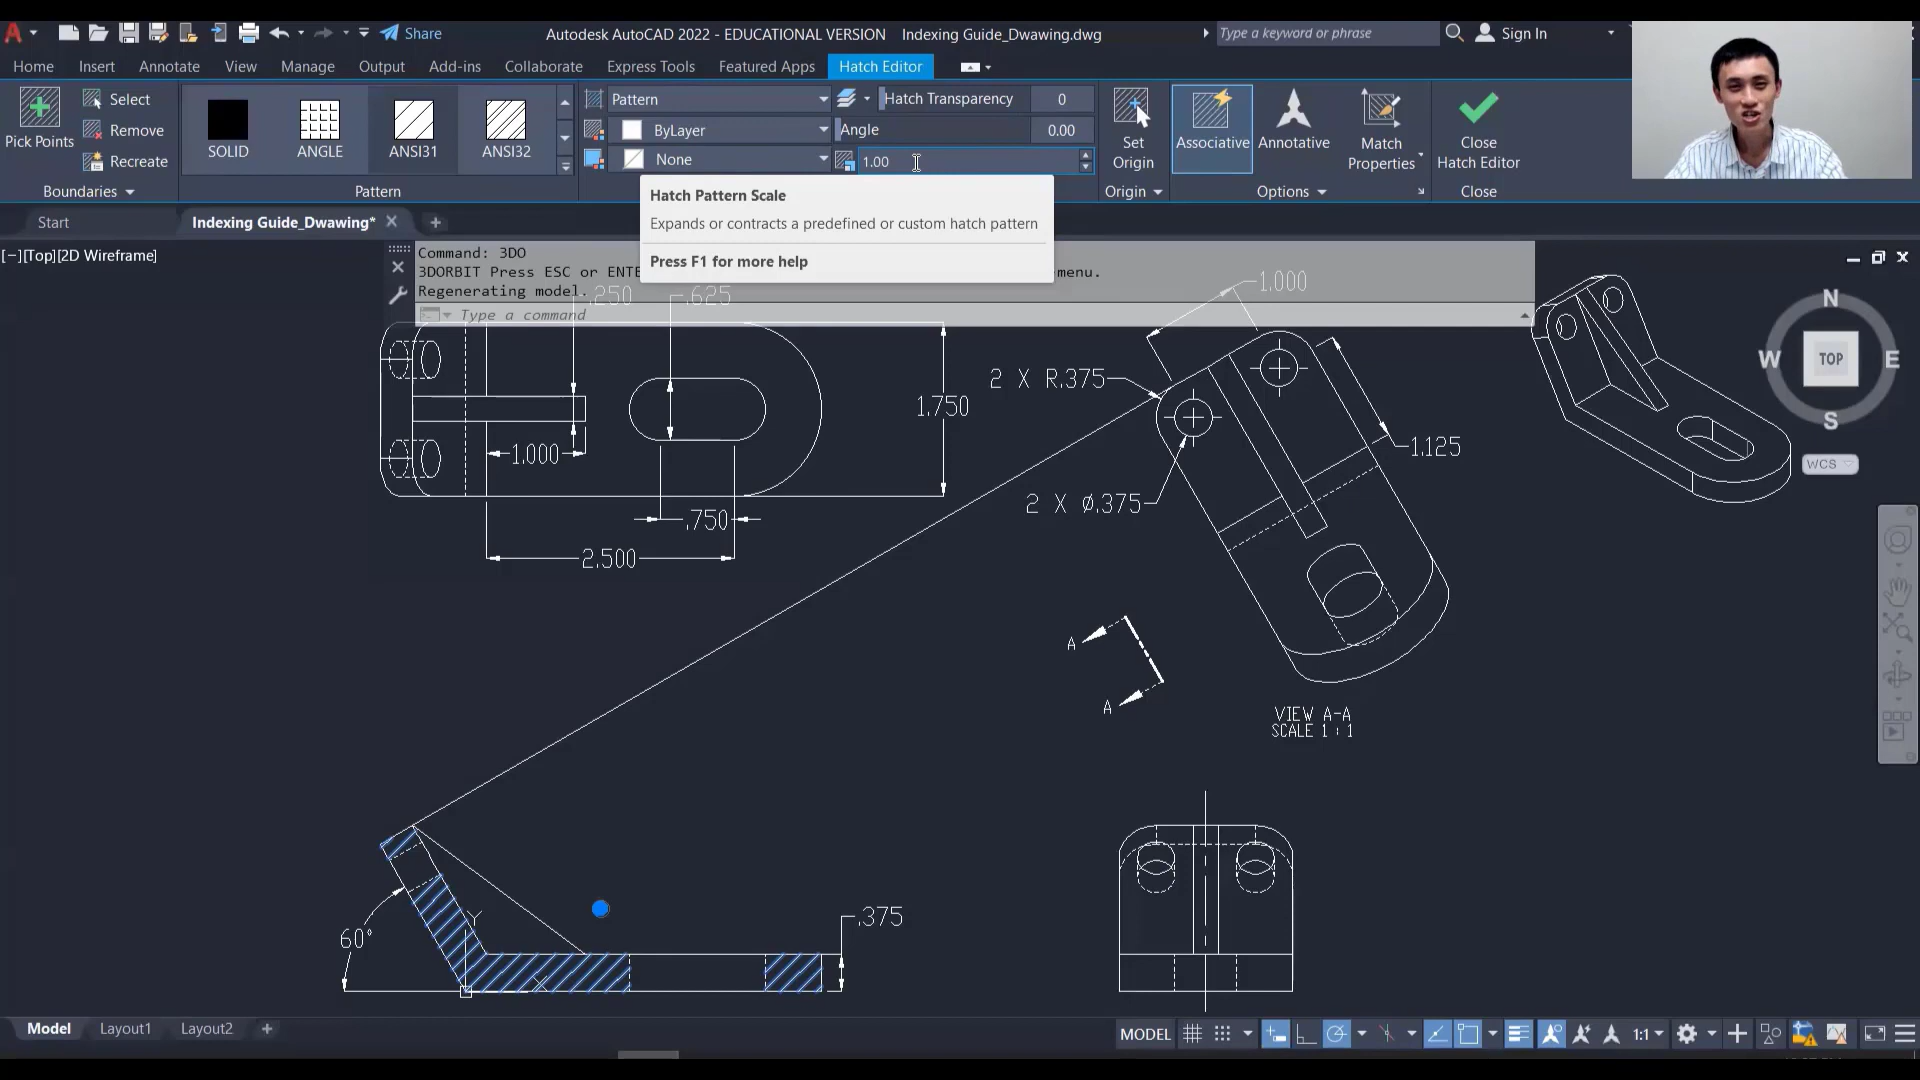 Share
Autodesk AutoCAD 2022 - EDUCATIONAL VERSION Indexing Guide_Dwawing.dwg
Type a keyword or phrase
Sign In
Home Insert Annotate View Manage Output Add-ins Collaborate Express Tools Featured Apps Hatch Editor
Pick Points
Select
Remove
Recreate
SOLID
ANGLE
ANSI31
ANSI32
Pattern
ByLayer
None
Hatch Transparency 0
Angle 0.00
1.00
Set
Origin
Associative
Annotative
Match
Properties
Close
Hatch Editor
Boundaries
Pattern
Origin
Options
Close
Hatch Pattern Scale
Expands or contracts a predefined or custom hatch pattern
Press F1 for more help
Start
Indexing Guide_Dwawing*
[−][Top][2D Wireframe]
Command: 3DO
3DORBIT Press ESC or ENTE
menu.
Regenerating model.
Type a command
.250
.625
1.000
1.750
1.000
.750
2.500
2 X R.375
1.125
2 X Ø.375
A
A
VIEW A-A
SCALE 1 : 1
N
W
TOP
E
S
WCS
60°
Y
X
.375
Model
Layout1
Layout2
MODEL
1:1